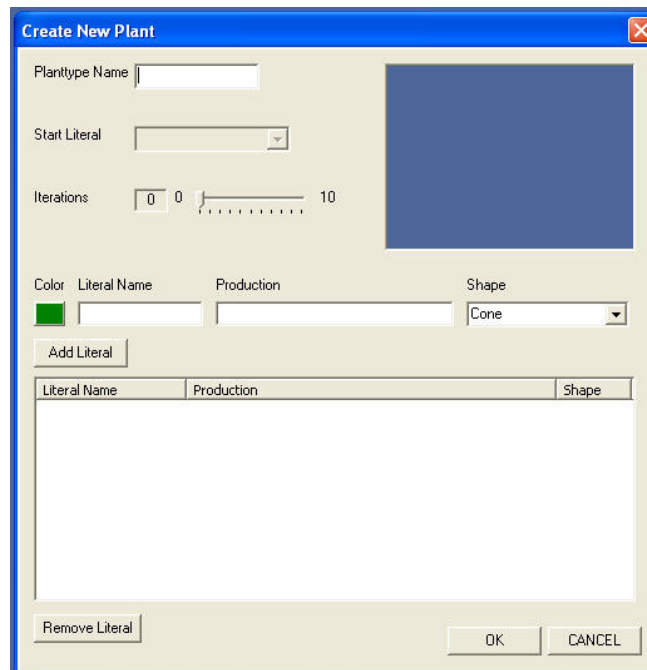 Create New Plant
Planttype Name
Start Literal
Iterations 0 0 10
Color Literal Name Production Shape
Cone
Add Literal
Literal Name Production Shape
Remove Literal
OK CANCEL